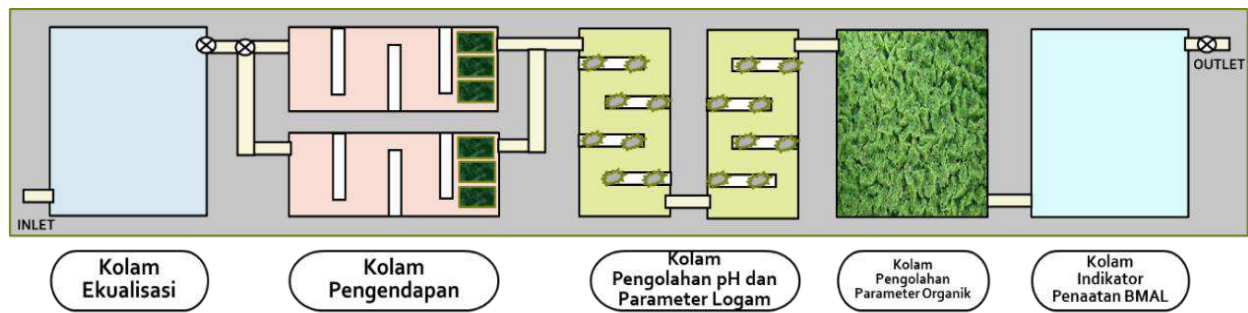 OUTLET
INLET
Kolam
Ekualisasi
Kolam
Pengendapan
Kolam
Pengolahan pH dan
Parameter Logam
Kolam
Pengolahan
Parameter Organik
Kolam
Indikator
Penaatan BMAL